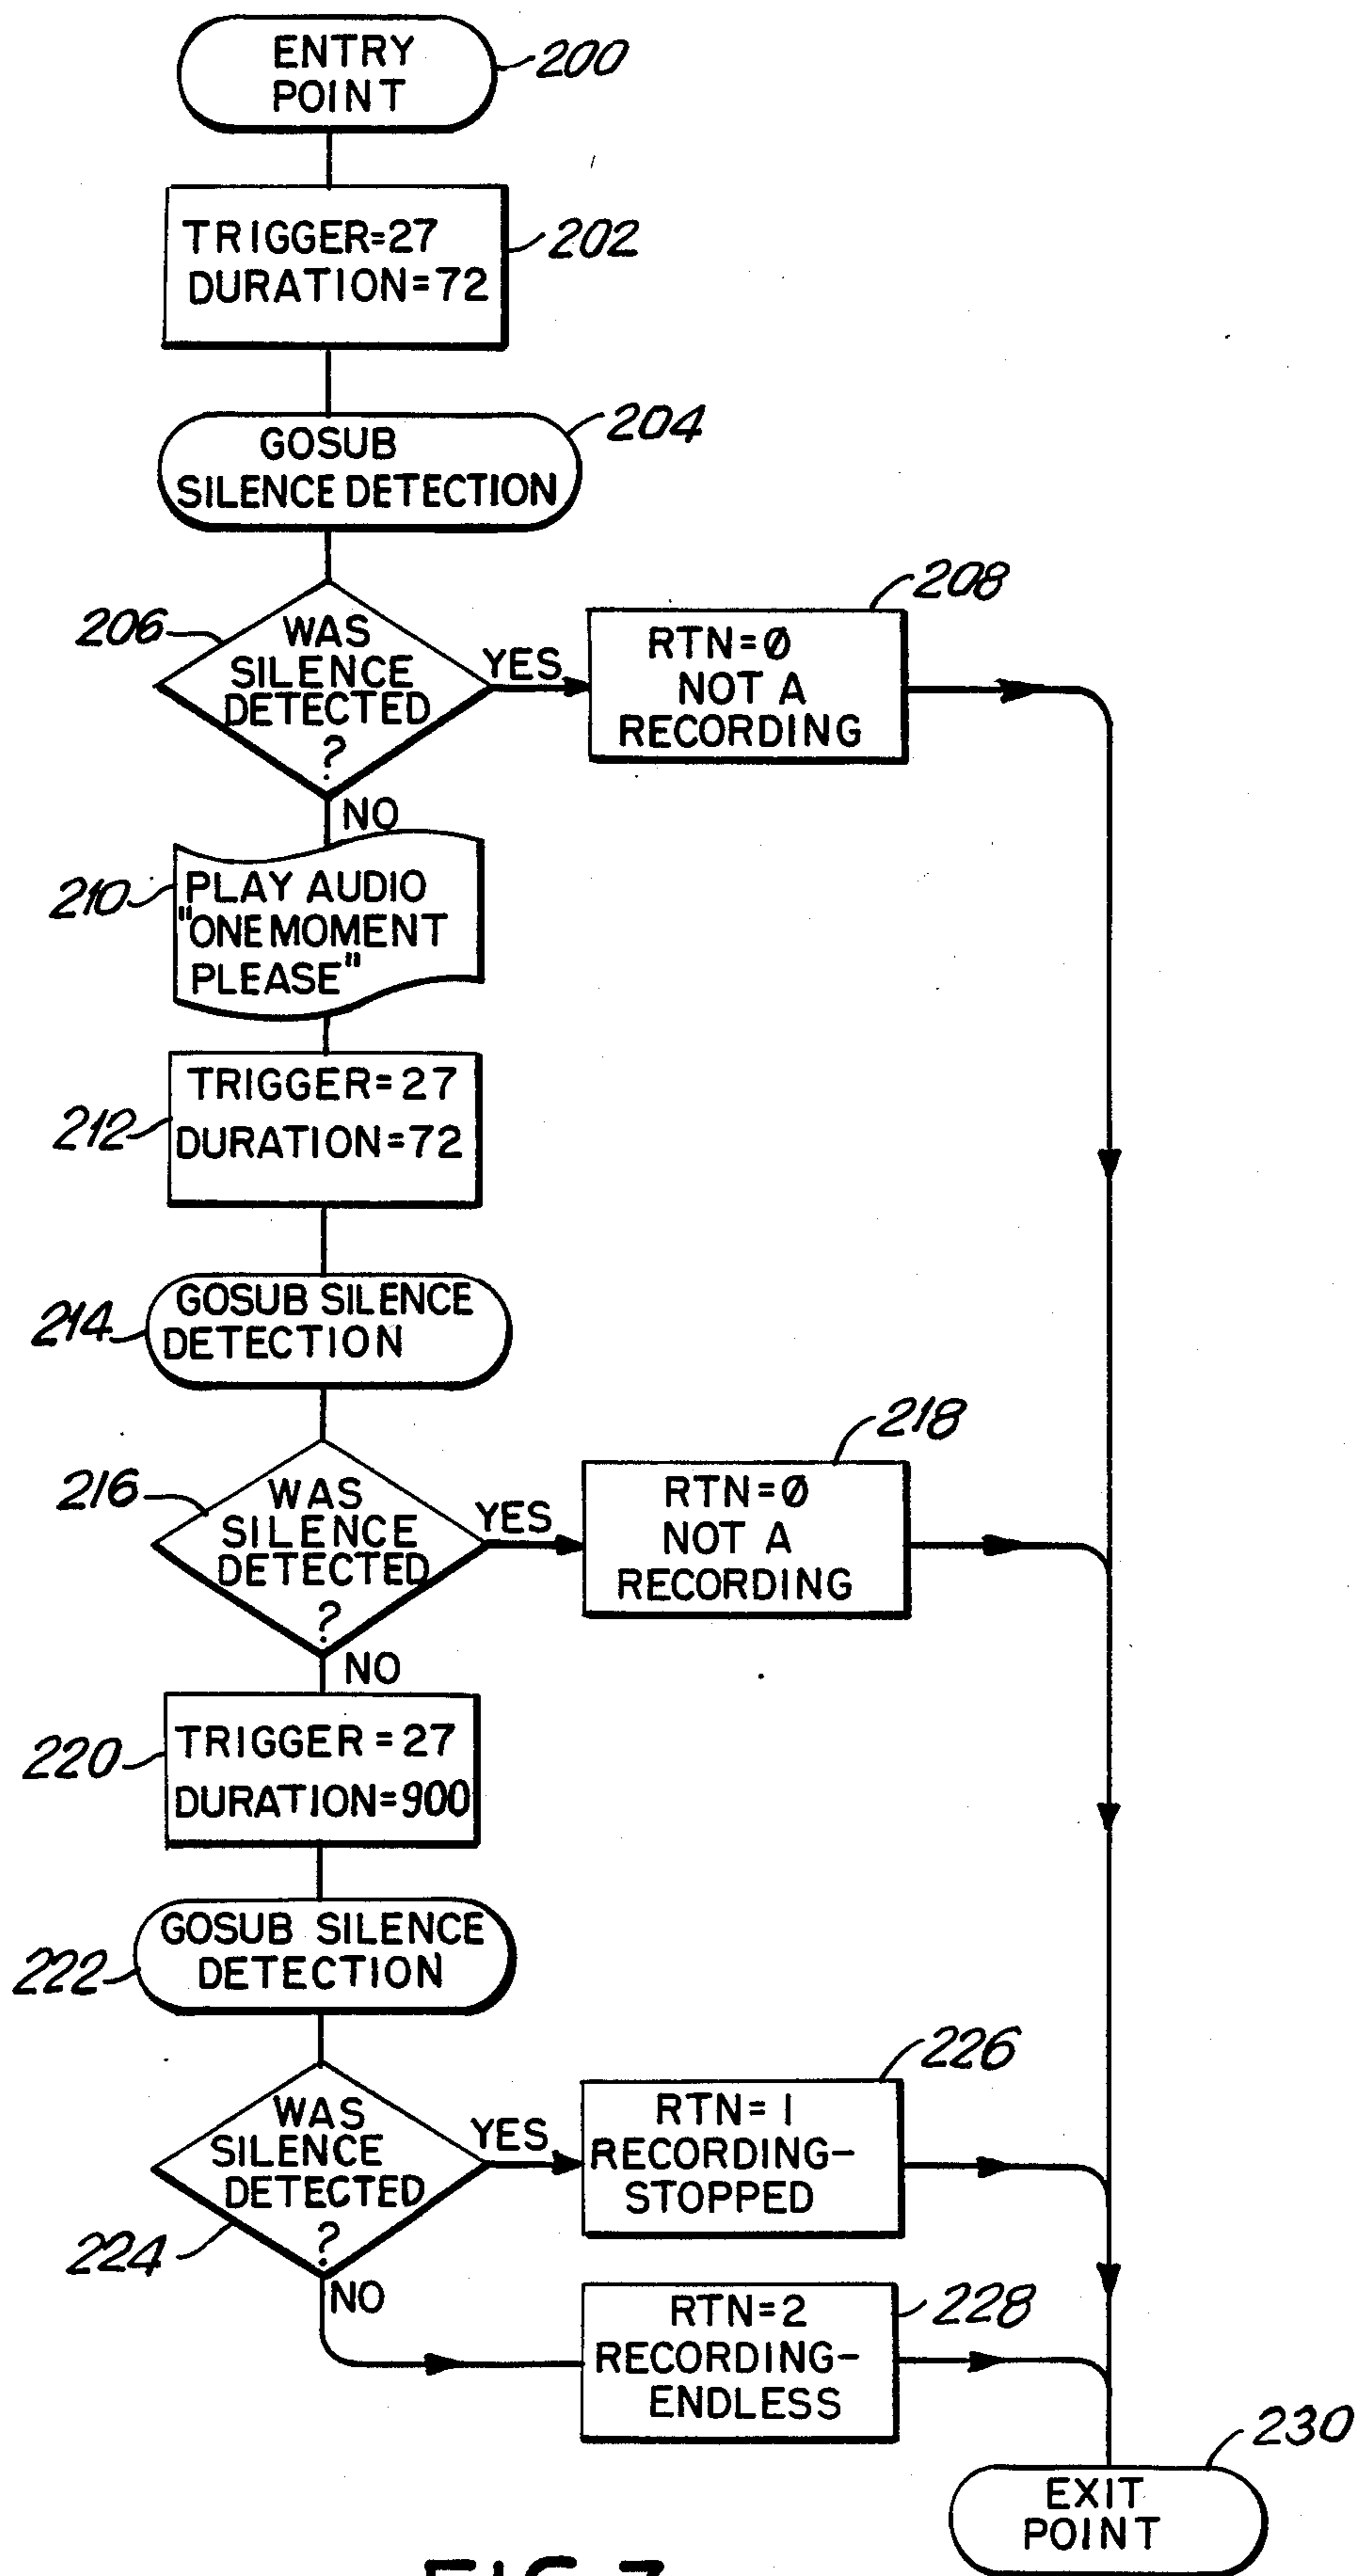 ENTRY
POINT
200
TRIGGER=27
DURATION=72
202
GOSUB
SILENCE DETECTION
204
206
WAS
SILENCE
DETECTED
?
YES
NO
208
RTN=Ø
NOT A
RECORDING
210
PLAY AUDIO
"ONE MOMENT
PLEASE"
212
TRIGGER=27
DURATION=72
214
GOSUB SILENCE
DETECTION
216
WAS
SILENCE
DETECTED
?
YES
NO
218
RTN=Ø
NOT A
RECORDING
220
TRIGGER=27
DURATION=900
222
GOSUB SILENCE
DETECTION
224
WAS
SILENCE
DETECTED
?
YES
NO
226
RTN=1
RECORDING-
STOPPED
228
RTN=2
RECORDING-
ENDLESS
230
EXIT
POINT